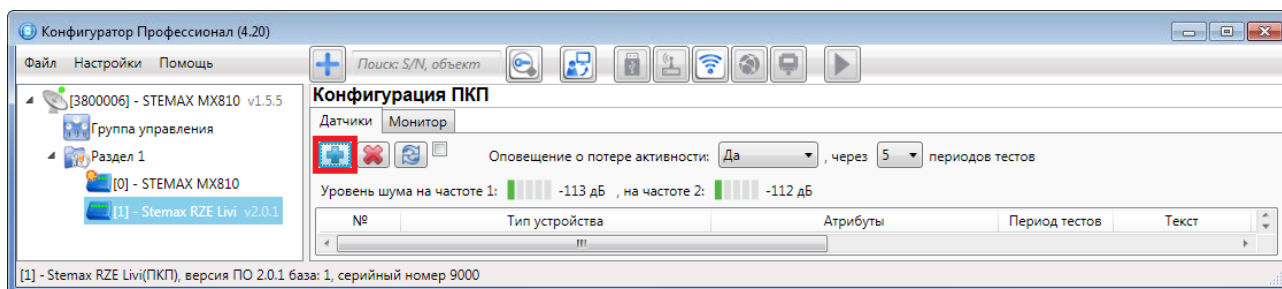 Конфигуратор Профессионал (4.20)
Файл Настройки Помощь
Поиск: S/N, объект
[3800006] - STEMAX MX810 v1.5.5
Группа управления
Раздел 1
[0] - STEMAX MX810
[1] - Stemax RZE Livi v2.0.1
Конфигурация ПКП
Датчики Монитор
Оповещение о потере активности: Да , через 5 периодов тестов
Уровень шума на частоте 1: -113 дБ , на частоте 2: -112 дБ
№ Тип устройства Атрибуты Период тестов Текст
[1] - Stemax RZE Livi(ПКП), версия ПО 2.0.1 база: 1, серийный номер 9000